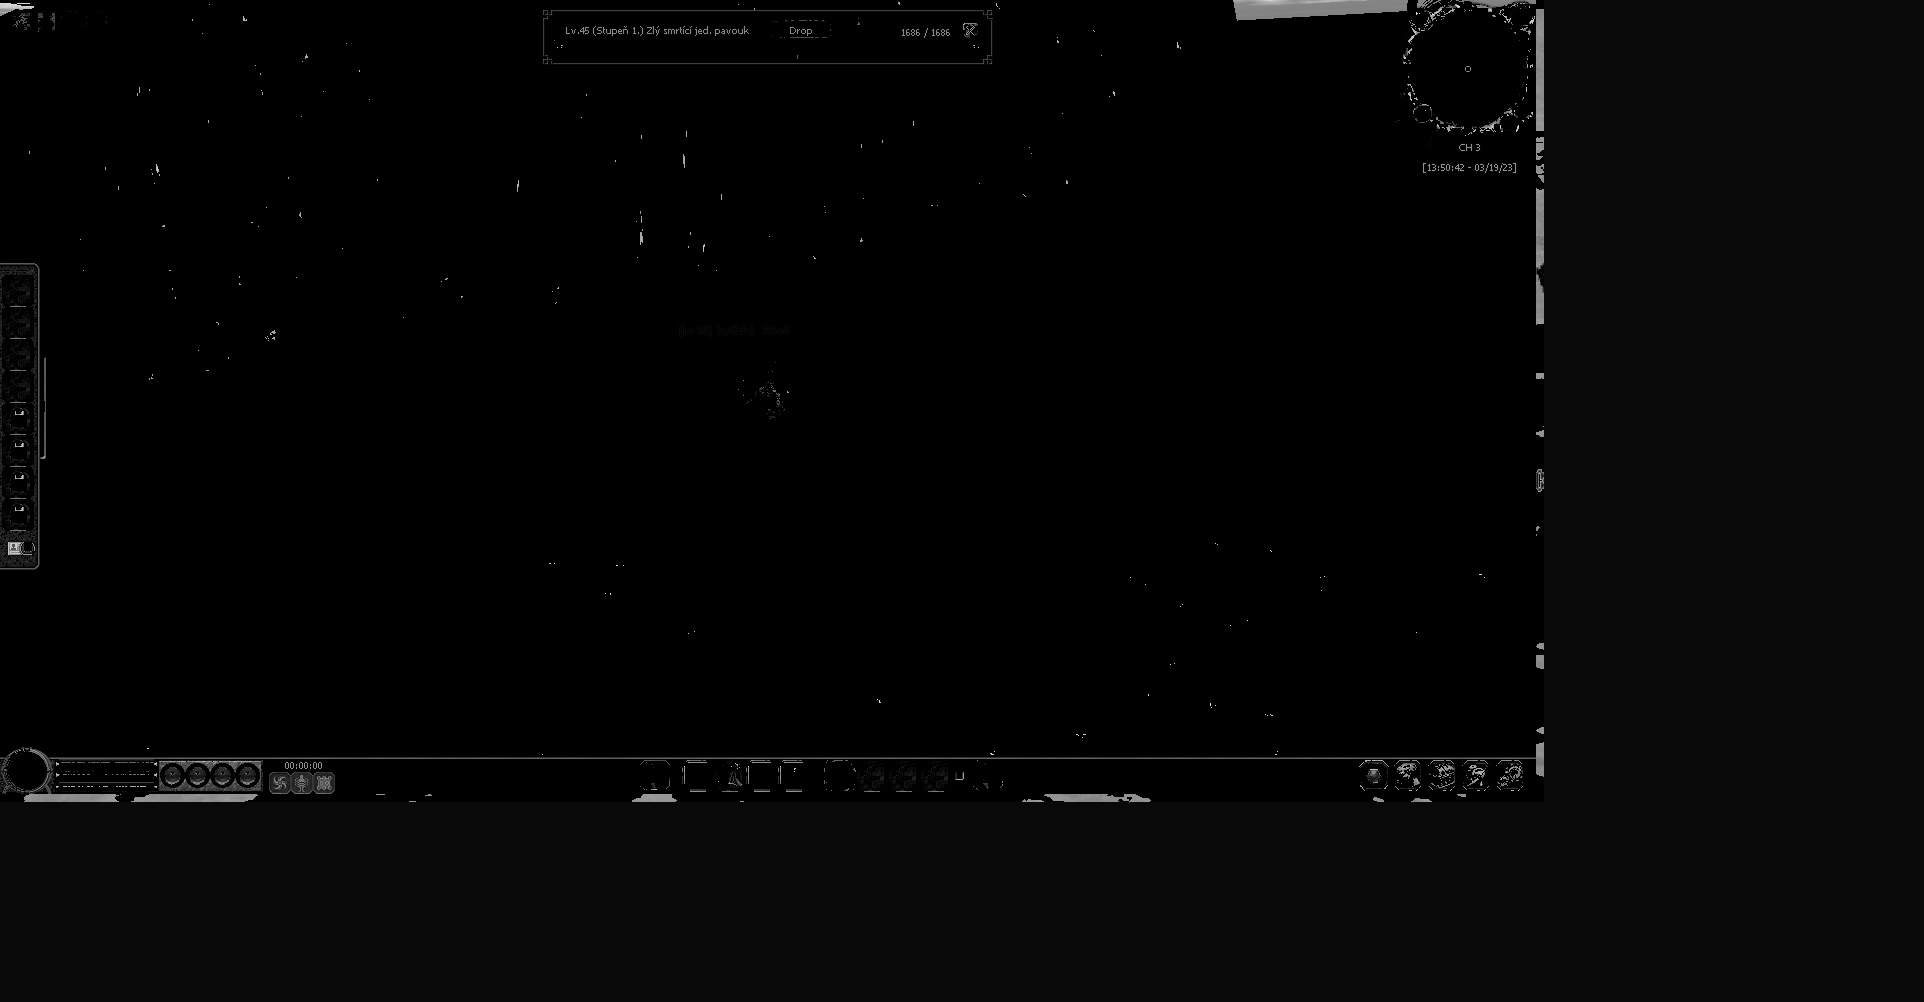 Lv.45 (Stupeň 1.) Zlý smrtící jed. pavouk Drop 1686 / 1686
CH 3
[13:50:42 - 03/19/23]
00:00:00